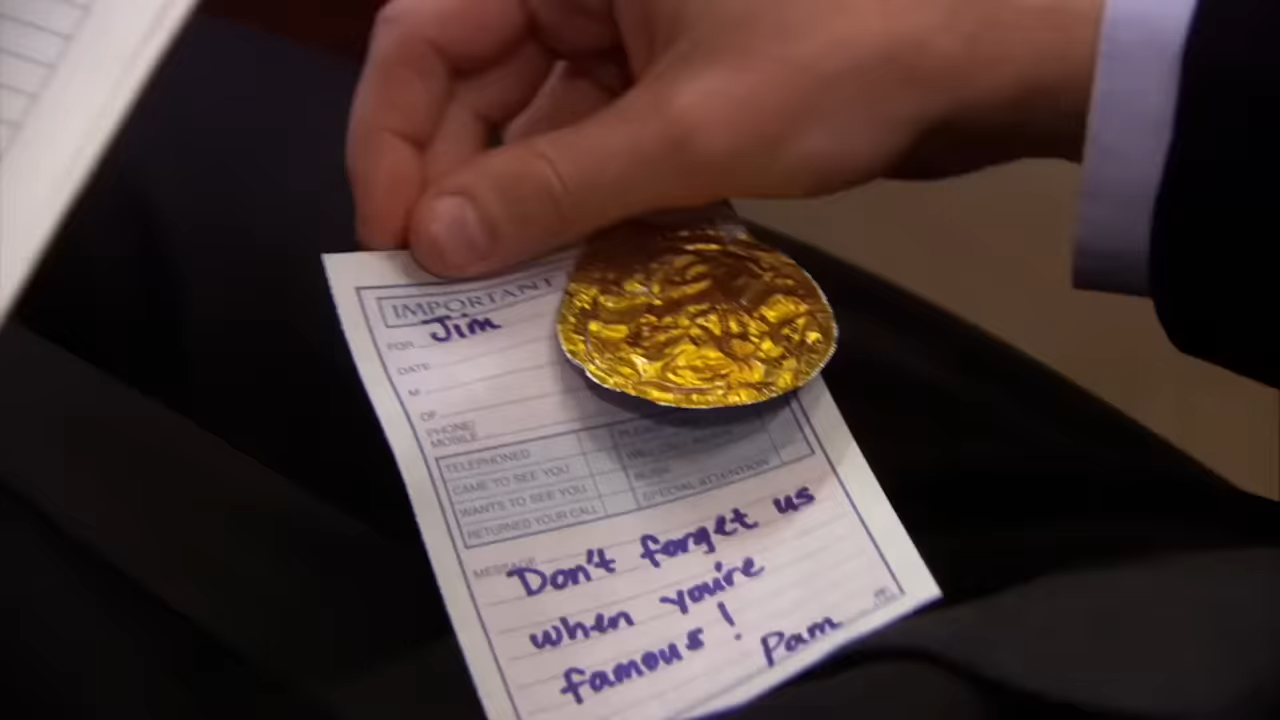 IMPORTANT
FOR Jim
DATE
M
OF
PHONE/
MOBILE
TELEPHONED
CAME TO SEE YOU
WANTS TO SEE YOU
RETURNED YOUR CALL
SPECIAL ATTENTION
MESSAGE
Don't forget us
when you're
famous!
Pam